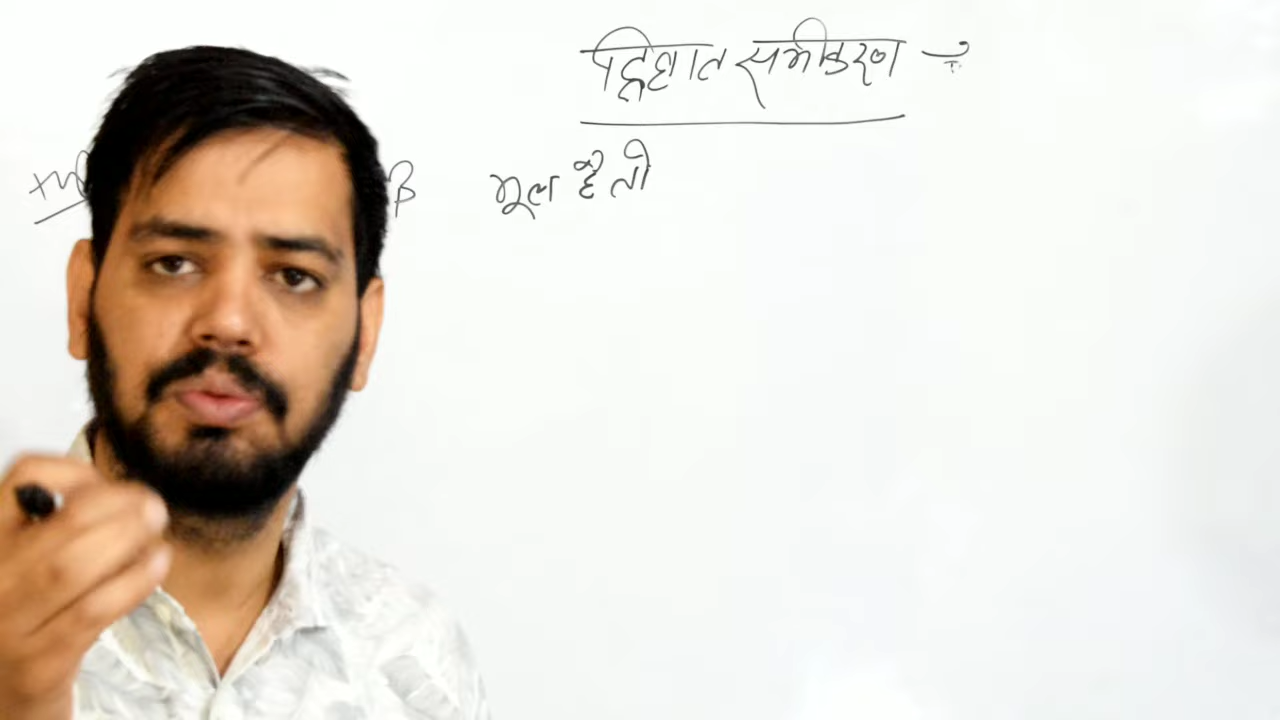 द्विघात समीकरण
β मूल है तो